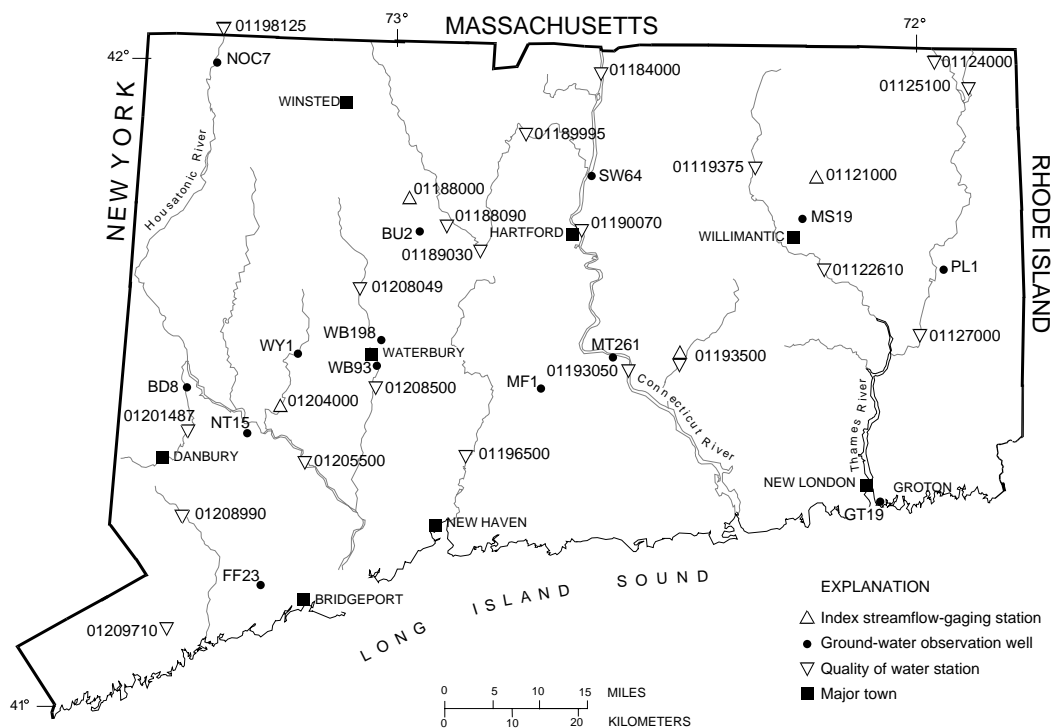 MASSACHUSETTS
73°
72°
42°
01198125
NOC7
01184000
01124000
01125100
WINSTED
NEW YORK
Housatonic River
01189995
01119375
SW64
01121000
RHODE ISLAND
01188000
01188090
BU2
01189030
HARTFORD
01190070
MS19
WILLIMANTIC
01122610
PL1
01208049
WB198
WY1
WATERBURY
WB93
01208500
MT261
01193050
01193500
01127000
MF1
Connecticut River
BD8
01201487
01204000
NT15
DANBURY
01205500
01196500
Thames River
NEW LONDON
GROTON
GT19
01208990
NEW HAVEN
FF23
BRIDGEPORT
01209710
LONG ISLAND SOUND
41°
EXPLANATION
Index streamflow-gaging station
Ground-water observation well
Quality of water station
Major town
0 5 10 15 MILES
0 10 20 KILOMETERS